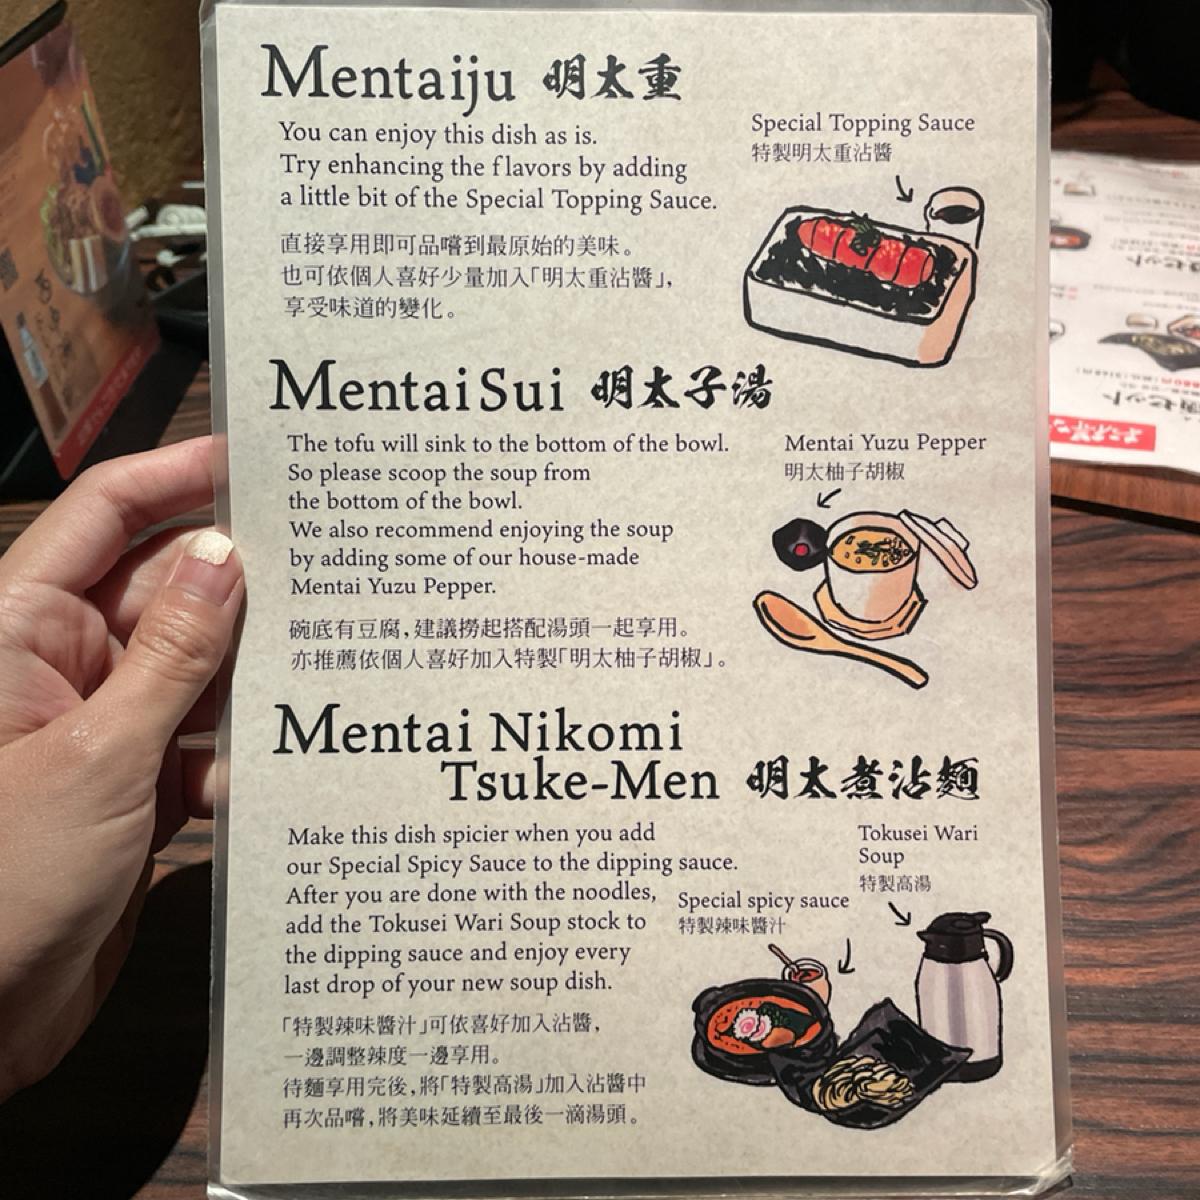 Mentaiju 明太重
You can enjoy this dish as is.
Try enhancing the flavors by adding
a little bit of the Special Topping Sauce.
直接享用即可品嚐到最原始的美味。
也可依個人喜好少量加入「明太重沾醬」,
享受味道的變化。
Special Topping Sauce
特製明太重沾醬
MentaiSui 明太子湯
The tofu will sink to the bottom of the bowl.
So please scoop the soup from
the bottom of the bowl.
We also recommend enjoying the soup
by adding some of our house-made
Mentai Yuzu Pepper.
碗底有豆腐,建議撈起搭配湯頭一起享用。
亦推薦依個人喜好加入特製「明太柚子胡椒」。
Mentai Yuzu Pepper
明太柚子胡椒
Mentai Nikomi
Tsuke-Men 明太煮沾麵
Make this dish spicier when you add
our Special Spicy Sauce to the dipping sauce.
After you are done with the noodles,
add the Tokusei Wari Soup stock to
the dipping sauce and enjoy every
last drop of your new soup dish.
「特製辣味醬汁」可依喜好加入沾醬,
一邊調整辣度一邊享用。
待麵享用完後,將「特製高湯」加入沾醬中
再次品嚐,將美味延續至最後一滴湯頭。
Special spicy sauce
特製辣味醬汁
Tokusei Wari
Soup
特製高湯